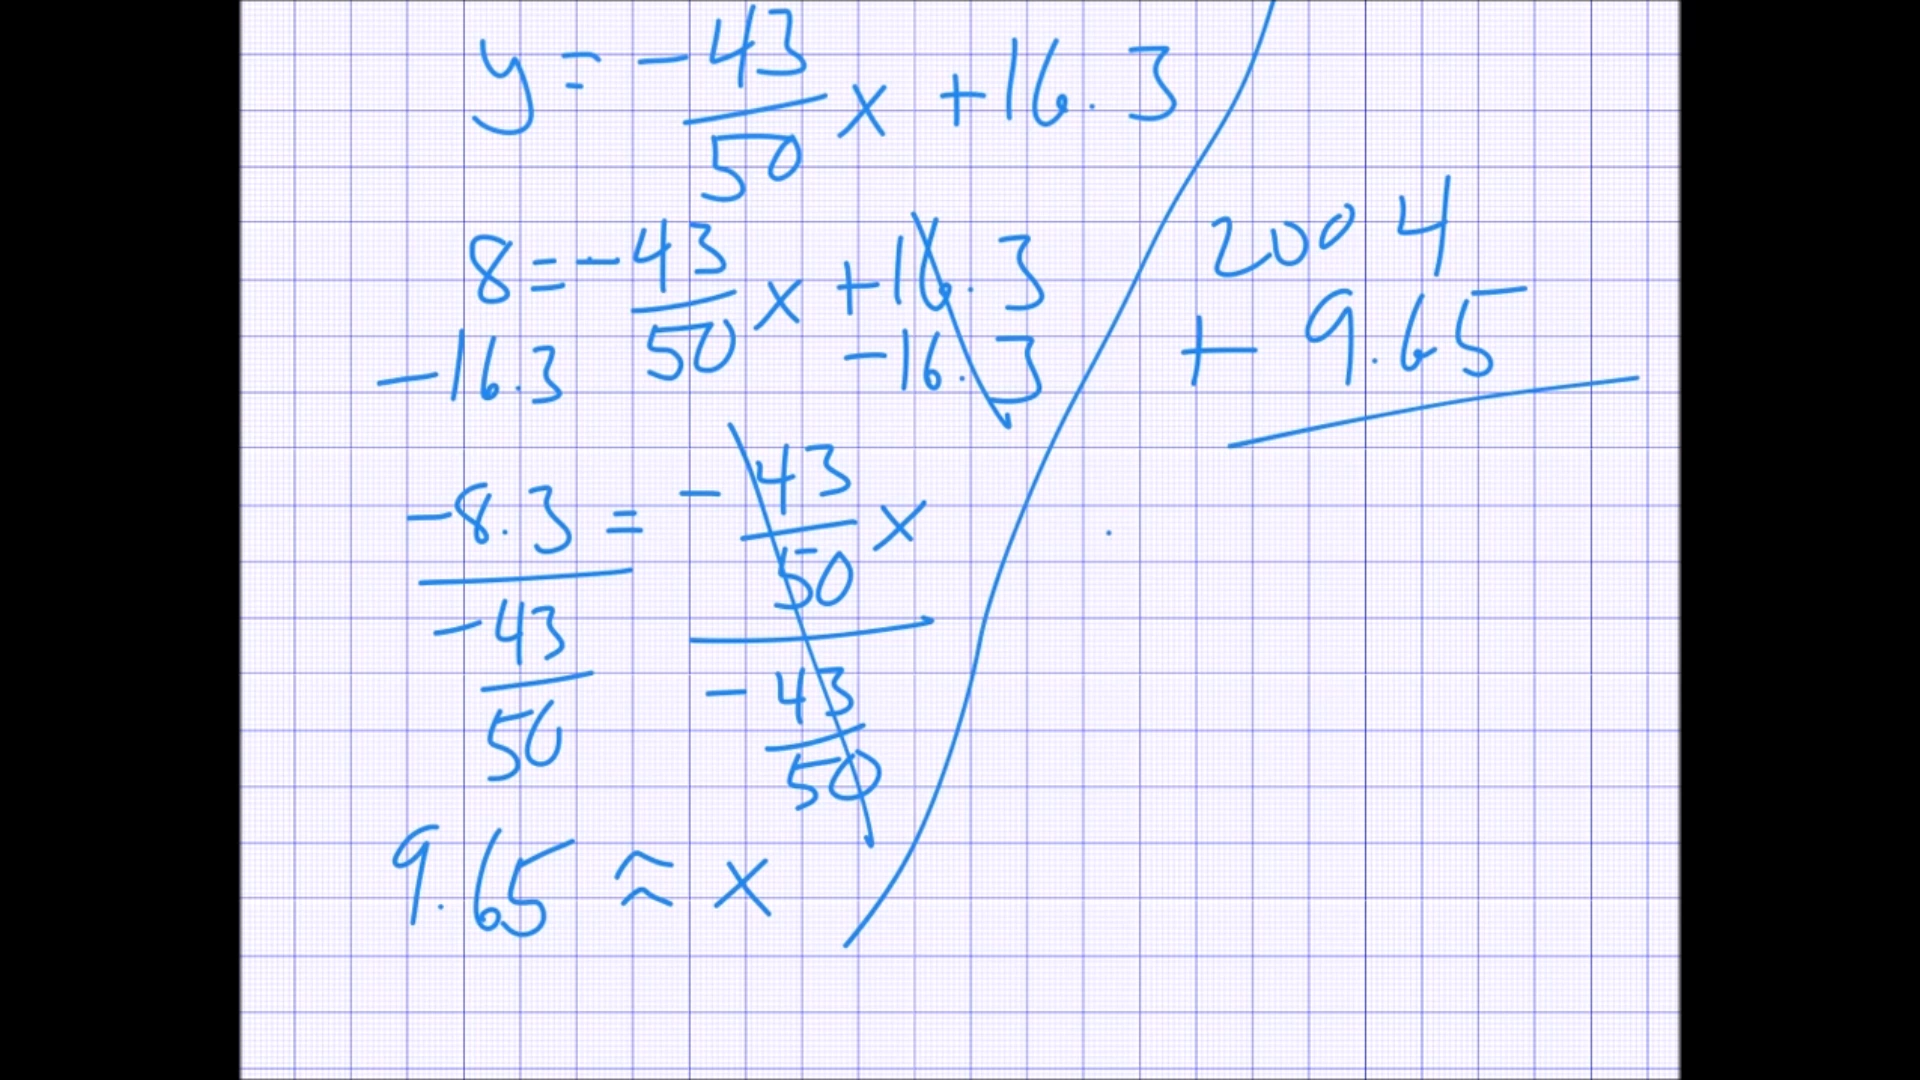 y = -43/50 x + 16.3
8 = -43/50 x + 16.3
-16.3 -16.3
-8.3 = -43/50 x
-43/50 -43/50
9.65 ≈ x
2004
+ 9.65